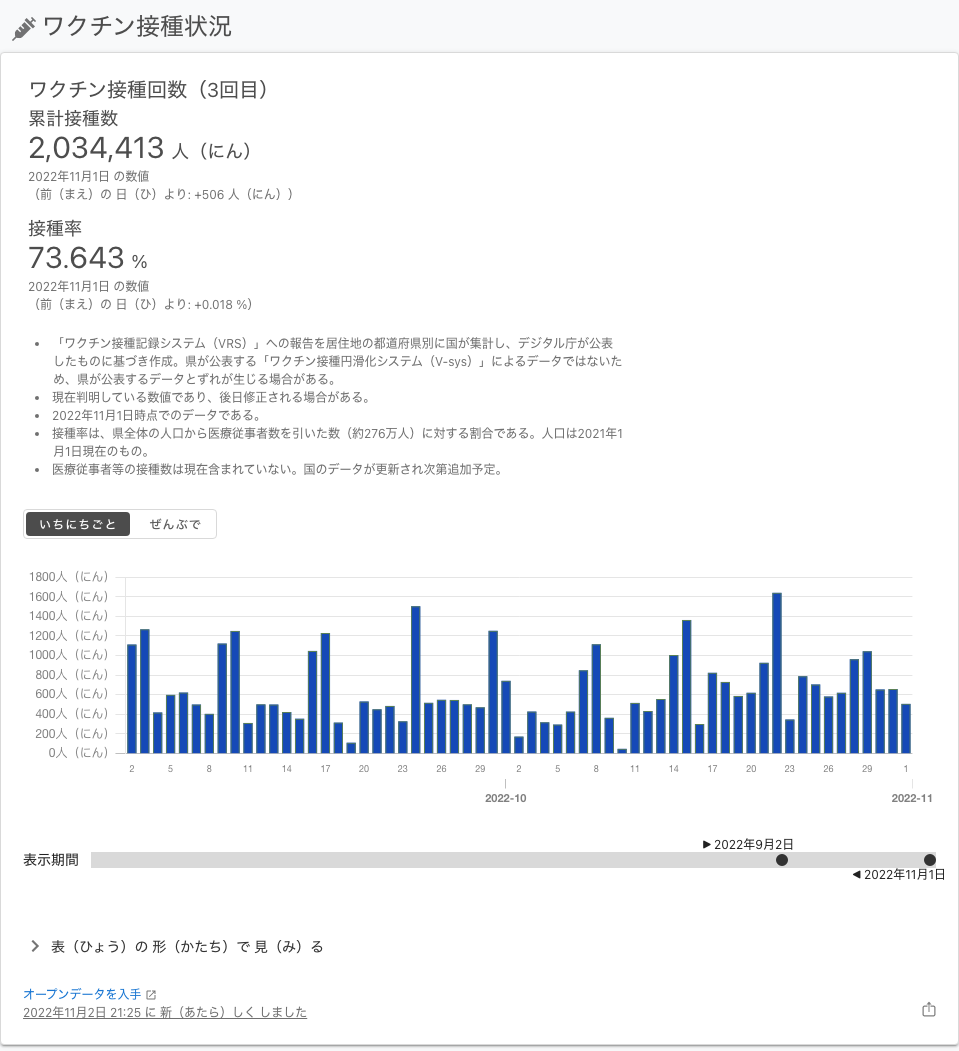 ワクチン接種状況
ワクチン接種回数（3回目）
累計接種数
2,034,413 人（にん）
2022年11月1日 の数値
（前（まえ）の 日（ひ）より: +506 人（にん））
接種率
73.643 %
2022年11月1日 の数値
（前（まえ）の 日（ひ）より: +0.018 %）
• 「ワクチン接種記録システム（VRS）」への報告を居住地の都道府県別に国が集計し、デジタル庁が公表
したものに基づき作成。県が公表する「ワクチン接種円滑化システム（V-sys）」によるデータではないた
め、県が公表するデータとずれが生じる場合がある。
• 現在判明している数値であり、後日修正される場合がある。
• 2022年11月1日時点でのデータである。
• 接種率は、県全体の人口から医療従事者数を引いた数（約276万人）に対する割合である。人口は2021年1
月1日現在のもの。
• 医療従事者等の接種数は現在含まれていない。国のデータが更新され次第追加予定。
いちにちごと ぜんぶで
1800人（にん）
1600人（にん）
1400人（にん）
1200人（にん）
1000人（にん）
800人（にん）
600人（にん）
400人（にん）
200人（にん）
0人（にん）
2 5 8 11 14 17 20 23 26 29 2 5 8 11 14 17 20 23 26 29 1
2022-10 2022-11
▶ 2022年9月2日
表示期間
◀ 2022年11月1日
表（ひょう）の 形（かたち）で 見（み）る
オープンデータを入手
2022年11月2日 21:25 に 新（あたら）しく しました